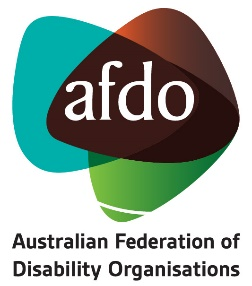 afdo
Australian Federation of
Disability Organisations